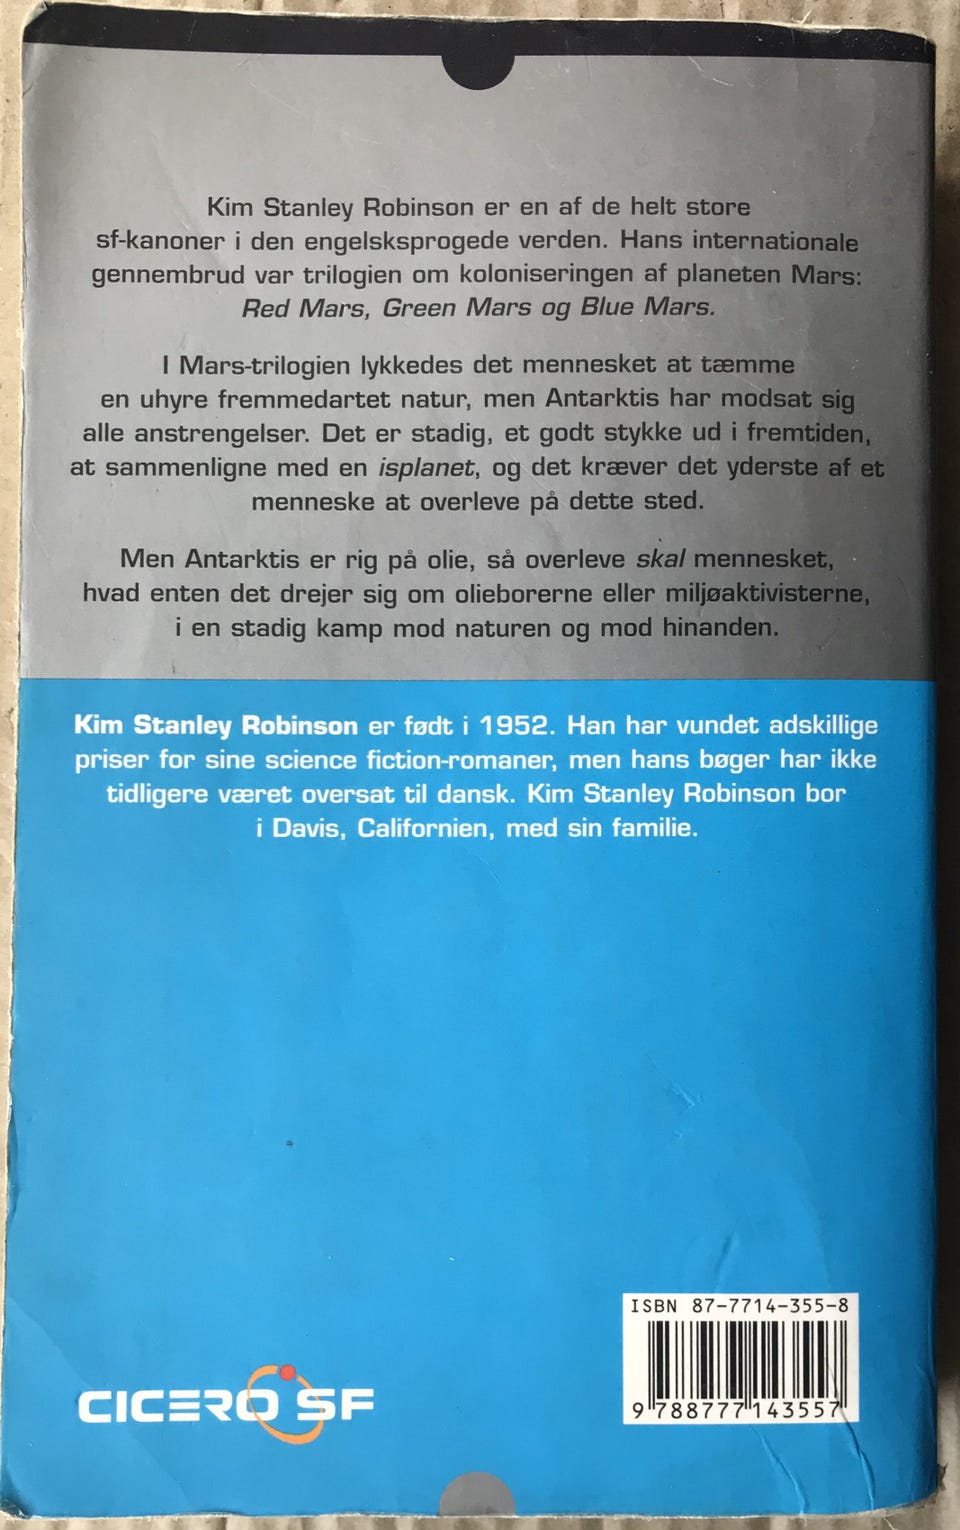 Kim Stanley Robinson er en af de helt store
sf-kanoner i den engelsksprogede verden. Hans internationale
gennembrud var trilogien om koloniseringen af planeten Mars:
Red Mars, Green Mars og Blue Mars.
I Mars-trilogien lykkedes det mennesket at tæmme
en uhyre fremmedartet natur, men Antarktis har modsat sig
alle anstrengelser. Det er stadig, et godt stykke ud i fremtiden,
at sammenligne med en isplanet, og det kræver det yderste af et
menneske at overleve på dette sted.
Men Antarktis er rig på olie, så overleve skal mennesket,
hvad enten det drejer sig om olieborerne eller miljøaktivisterne,
i en stadig kamp mod naturen og mod hinanden.
Kim Stanley Robinson er født i 1952. Han har vundet adskillige
priser for sine science fiction-romaner, men hans bøger har ikke
tidligere været oversat til dansk. Kim Stanley Robinson bor
i Davis, Californien, med sin familie.
ISBN 87-7714-355-8
9 788777 143557
CICERO SF